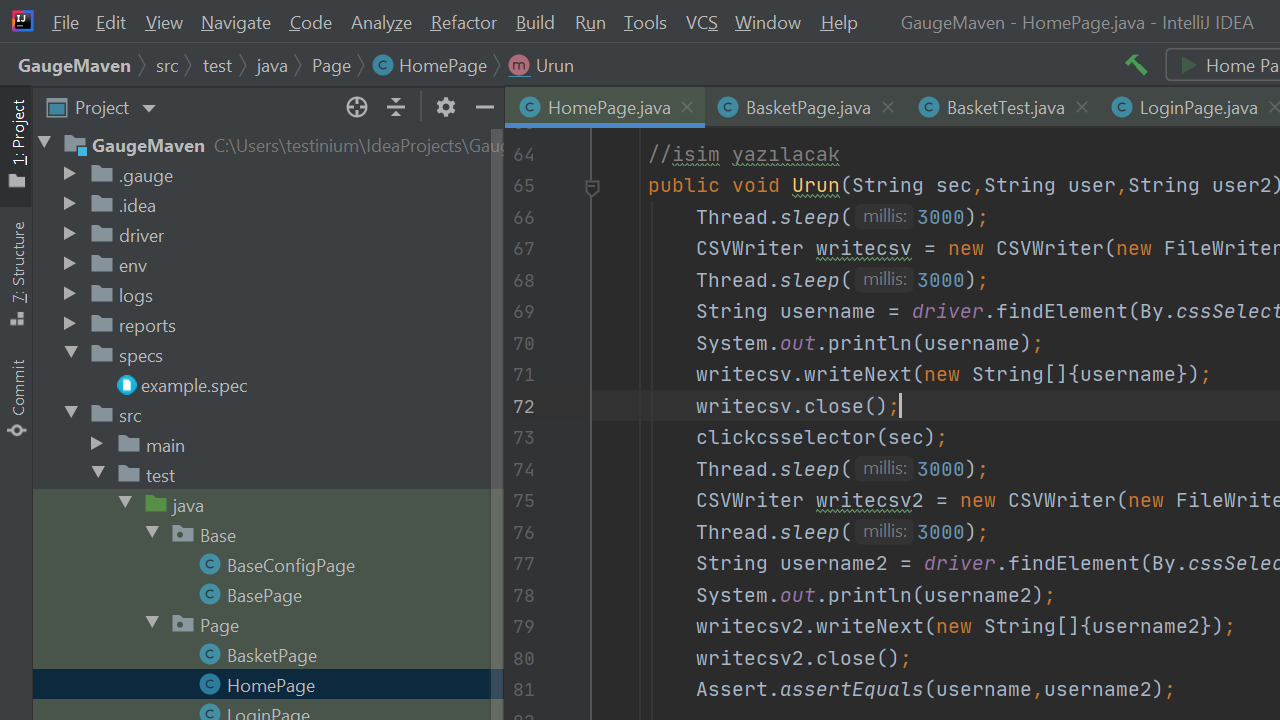 File Edit View Navigate Code Analyze Refactor Build Run Tools VCS Window Help GaugeMaven - HomePage.java - IntelliJ IDEA
GaugeMaven src test java Page HomePage Urun Home Pa
1: Project
7: Structure
Commit
Project
GaugeMaven C:\Users\testinium\IdeaProjects\Gaug
.gauge
.idea
driver
env
logs
reports
specs
example.spec
src
main
test
java
Base
BaseConfigPage
BasePage
Page
BasketPage
HomePage
LoginPage
HomePage.java BasketPage.java BasketTest.java LoginPage.java
64 //isim yazılacak
65 public void Urun(String sec,String user,String user2)
66 Thread.sleep( millis: 3000);
67 CSVWriter writecsv = new CSVWriter(new FileWriter
68 Thread.sleep( millis: 3000);
69 String username = driver.findElement(By.cssSelect
70 System.out.println(username);
71 writecsv.writeNext(new String[]{username});
72 writecsv.close();
73 clickcsselector(sec);
74 Thread.sleep( millis: 3000);
75 CSVWriter writecsv2 = new CSVWriter(new FileWrite
76 Thread.sleep( millis: 3000);
77 String username2 = driver.findElement(By.cssSelec
78 System.out.println(username2);
79 writecsv2.writeNext(new String[]{username2});
80 writecsv2.close();
81 Assert.assertEquals(username,username2);